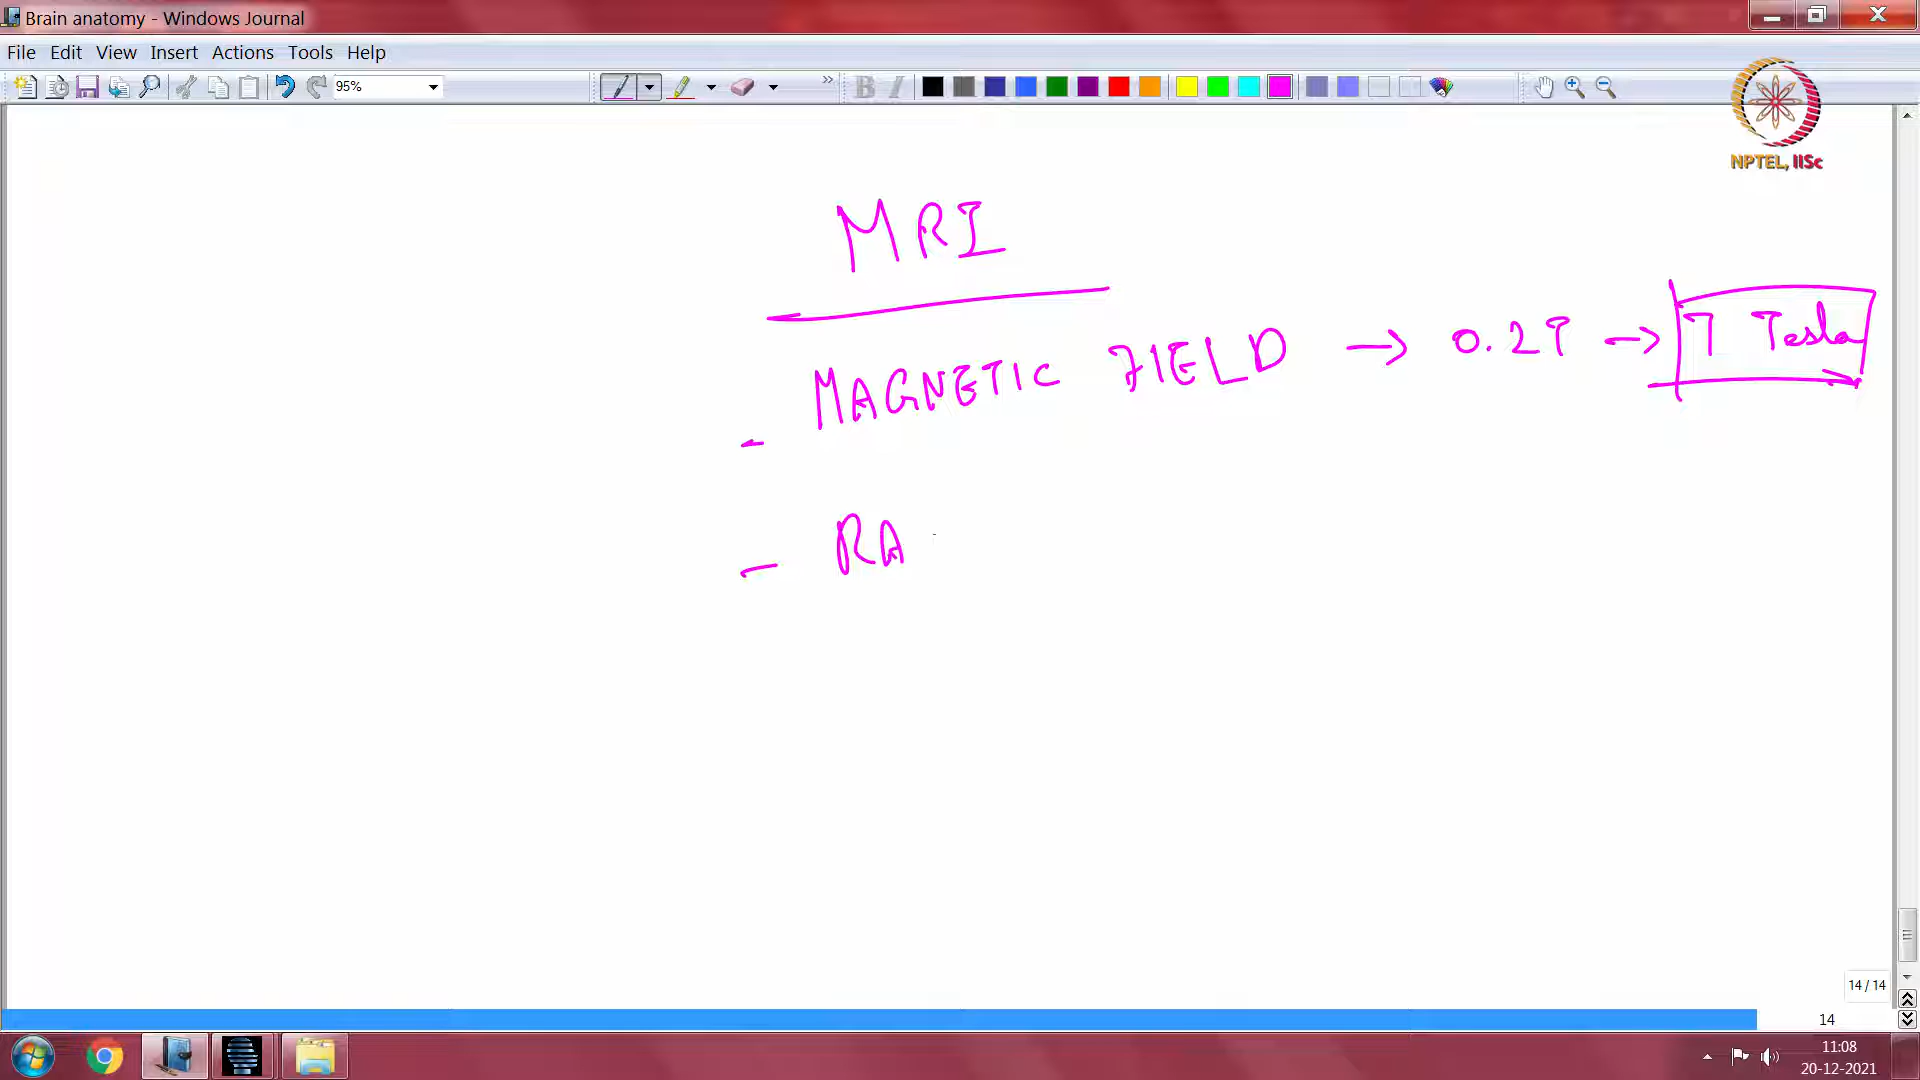 Brain anatomy - Windows Journal
File Edit View Insert Actions Tools Help
95%
NPTEL, IISc
MRI
- MAGNETIC FIELD → 0.2T → 7 Tesla
- RA
14 / 14
14
11:08
20-12-2021